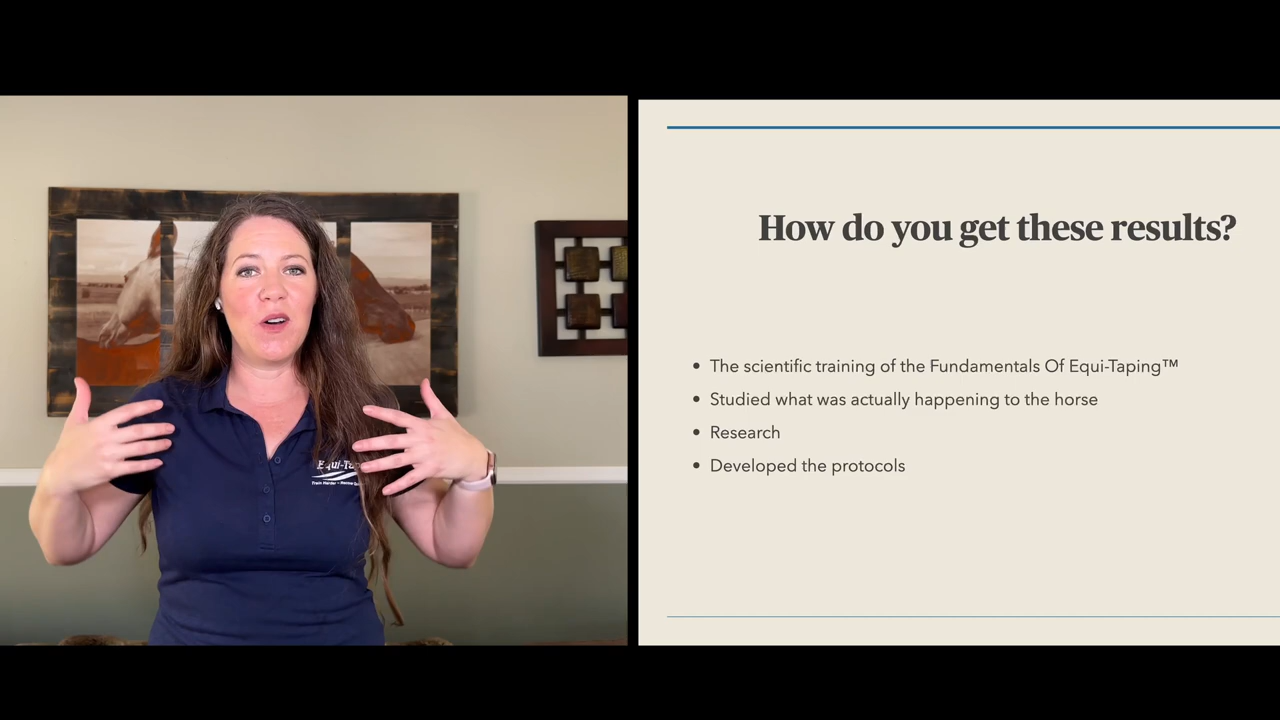 How do you get these results?
• The scientific training of the Fundamentals Of Equi-Taping™
• Studied what was actually happening to the horse
• Research
• Developed the protocols